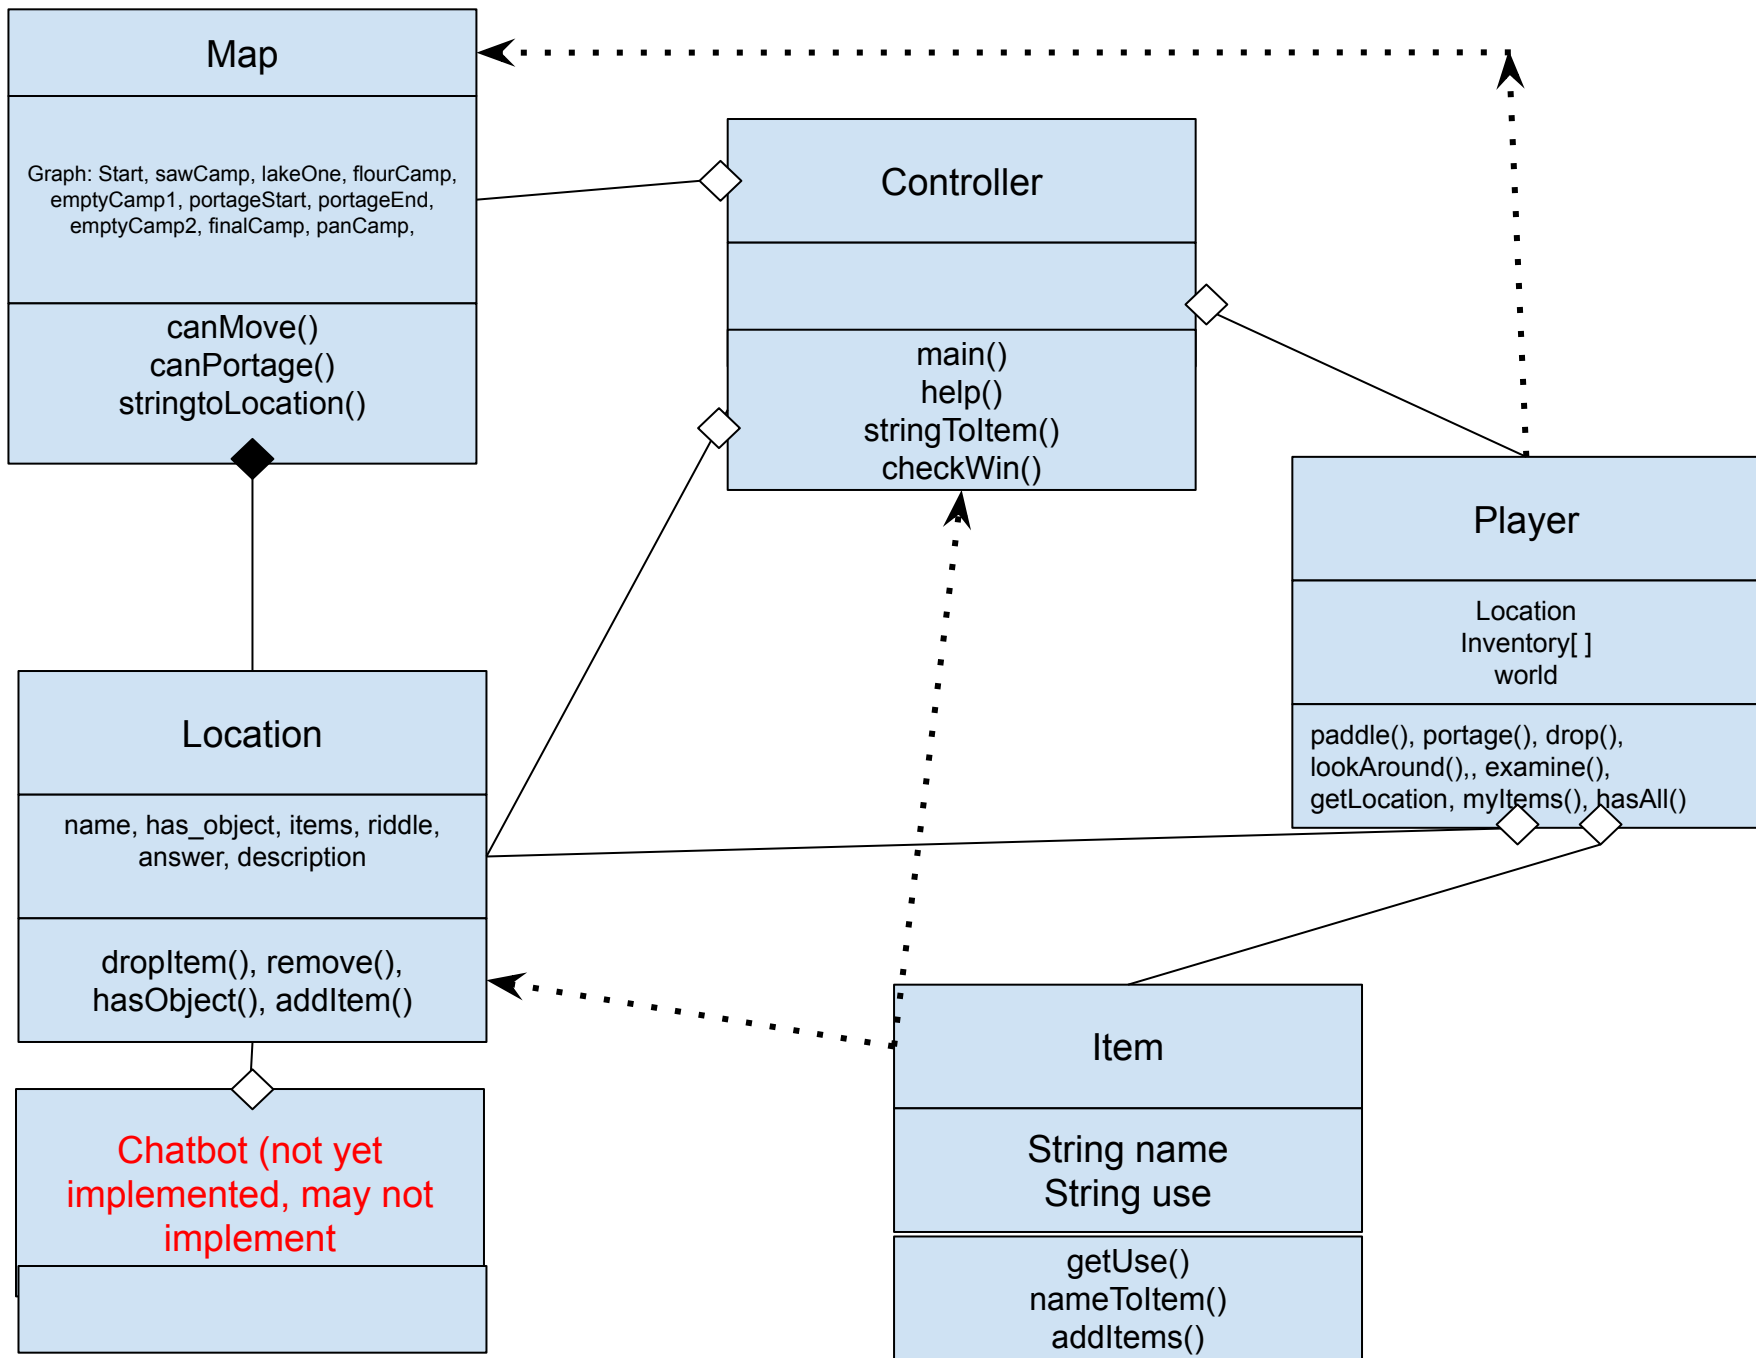 Map
Graph: Start, sawCamp, lakeOne, flourCamp,
emptyCamp1, portageStart, portageEnd,
emptyCamp2, finalCamp, panCamp,
canMove()
canPortage()
stringtoLocation()
Controller
main()
help()
stringToItem()
checkWin()
Player
Location
Inventory[ ]
world
paddle(), portage(), drop(),
lookAround(),, examine(),
getLocation, myItems(), hasAll()
Location
name, has_object, items, riddle,
answer, description
dropItem(), remove(),
hasObject(), addItem()
Chatbot (not yet
implemented, may not
implement
Item
String name
String use
getUse()
nameToItem()
addItems()